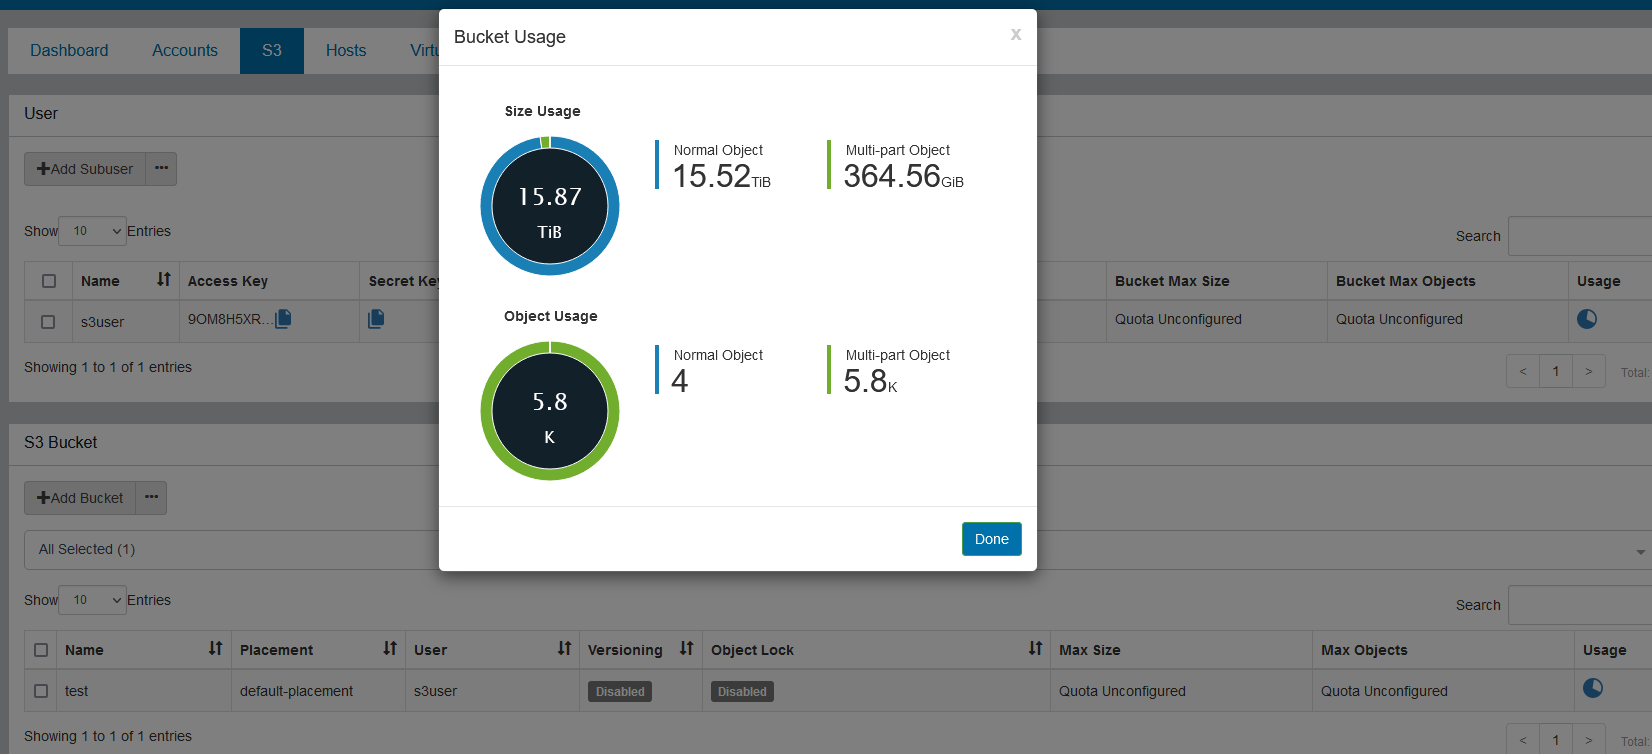 Dashboard Accounts S3 Hosts Virtu
Bucket Usage x
User
Size Usage
15.87
TiB
Normal Object
15.52TiB
Multi-part Object
364.56GiB
Object Usage
5.8
K
Normal Object
4
Multi-part Object
5.8K
Done
Add Subuser ...
Show 10 Entries
Search
Name Access Key Secret Key Bucket Max Size Bucket Max Objects Usage
s3user 9OM8H5XR... Quota Unconfigured Quota Unconfigured
Showing 1 to 1 of 1 entries
< 1 > Total:
S3 Bucket
Add Bucket ...
All Selected (1)
Show 10 Entries
Search
Name Placement User Versioning Object Lock Max Size Max Objects Usage
test default-placement s3user Disabled Disabled Quota Unconfigured Quota Unconfigured
Showing 1 to 1 of 1 entries
< 1 > Total: